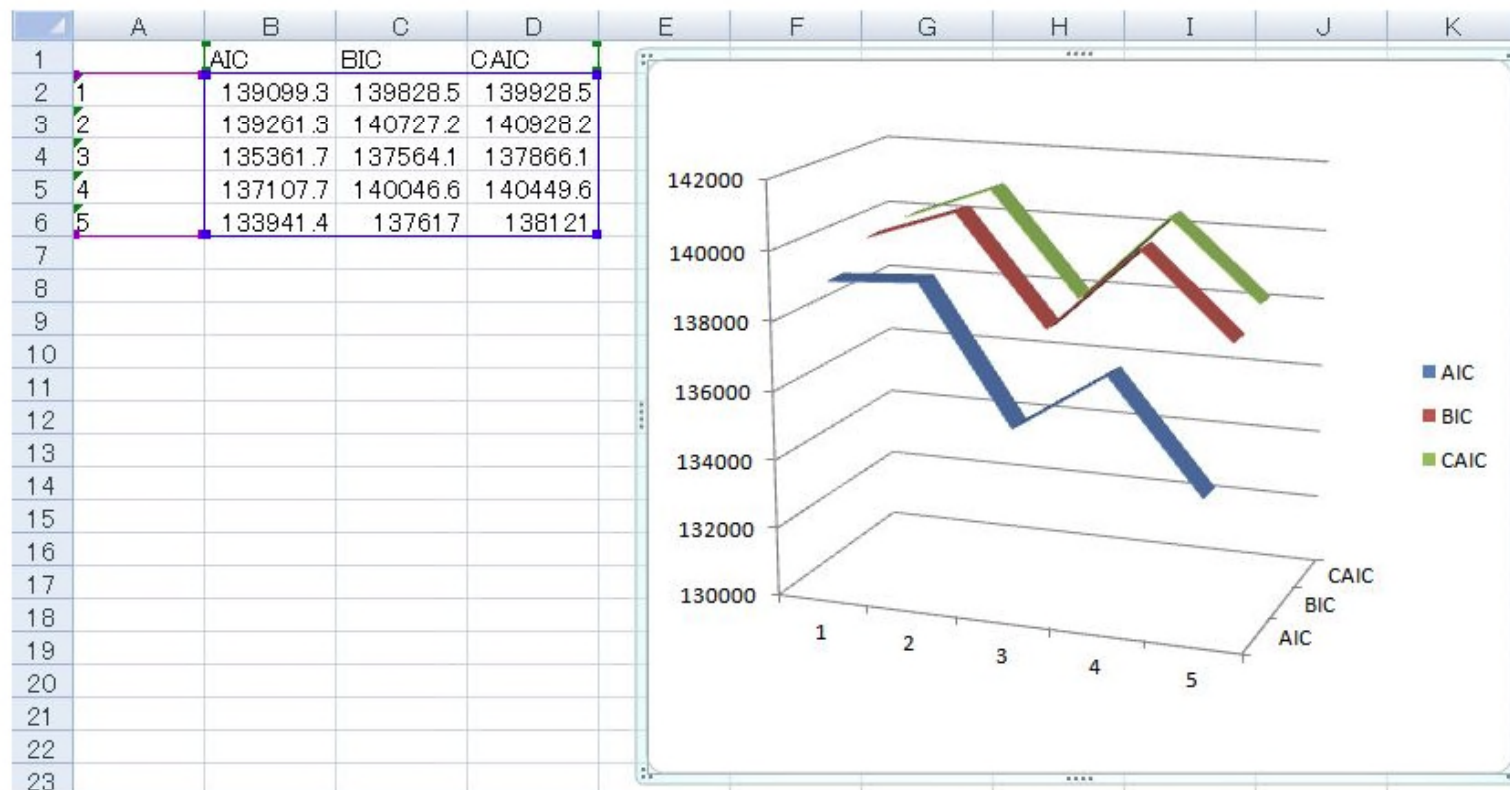 A B C D E F G H I J K
1 AIC BIC CAIC
2 1 139099.3 139828.5 139928.5
3 2 139261.3 140727.2 140928.2
4 3 135361.7 137564.1 137866.1
5 4 137107.7 140046.6 140449.6
6 5 133941.4 137617 138121
7
8
9
10
11
12
13
14
15
16
17
18
19
20
21
22
23
142000
140000
138000
136000
134000
132000
130000
1 2 3 4 5
CAIC
BIC
AIC
AIC
BIC
CAIC